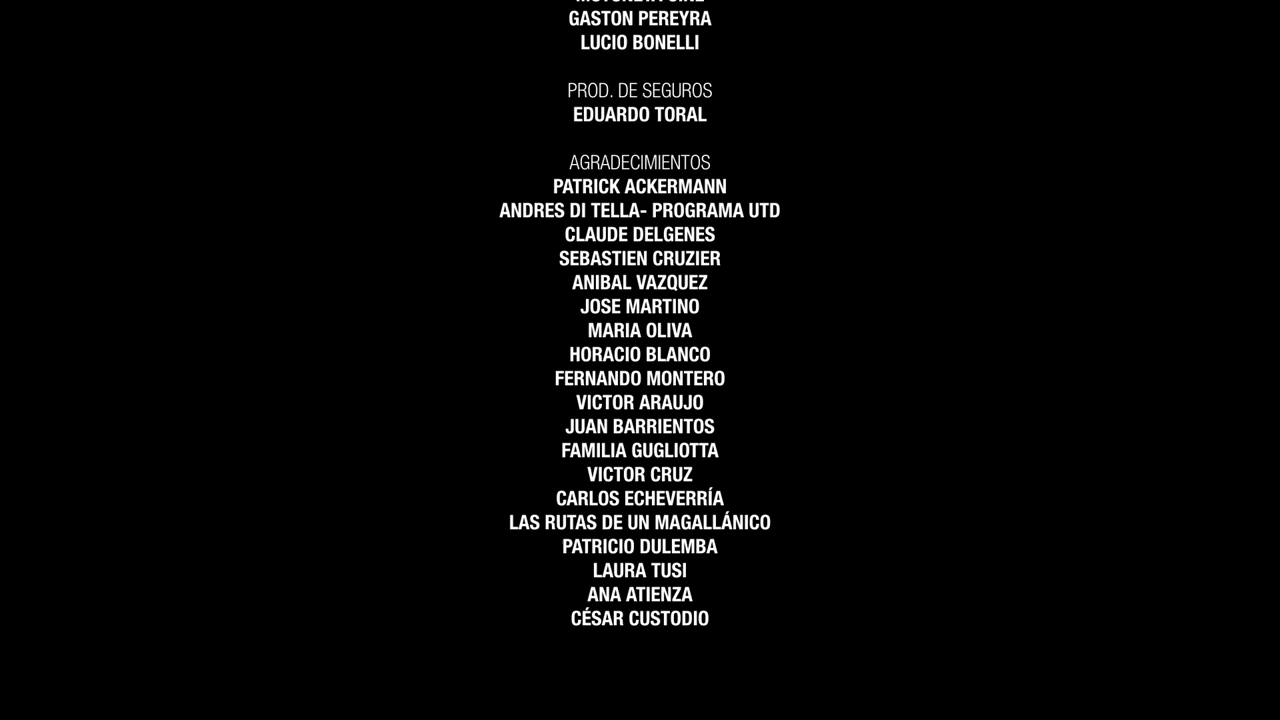 GASTON PEREYRA
LUCIO BONELLI
PROD. DE SEGUROS
EDUARDO TORAL
AGRADECIMIENTOS
PATRICK ACKERMANN
ANDRES DI TELLA- PROGRAMA UTD
CLAUDE DELGENES
SEBASTIEN CRUZIER
ANIBAL VAZQUEZ
JOSE MARTINO
MARIA OLIVA
HORACIO BLANCO
FERNANDO MONTERO
VICTOR ARAUJO
JUAN BARRIENTOS
FAMILIA GUGLIOTTA
VICTOR CRUZ
CARLOS ECHEVERRÍA
LAS RUTAS DE UN MAGALLÁNICO
PATRICIO DULEMBA
LAURA TUSI
ANA ATIENZA
CÉSAR CUSTODIO